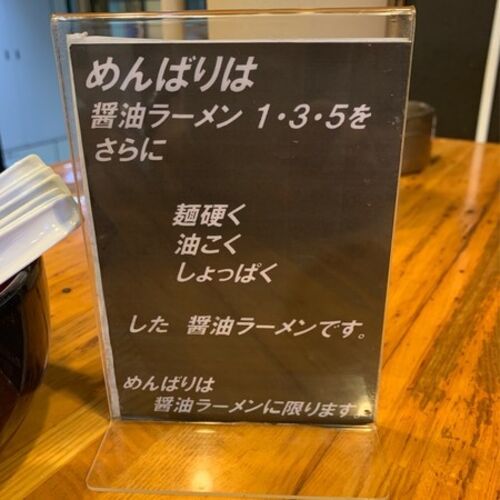 めんばりは
醤油ラーメン 1・3・5を
さらに
麺硬く
油こく
しょっぱく
した 醤油ラーメンです。
めんばりは
醤油ラーメンに限ります。